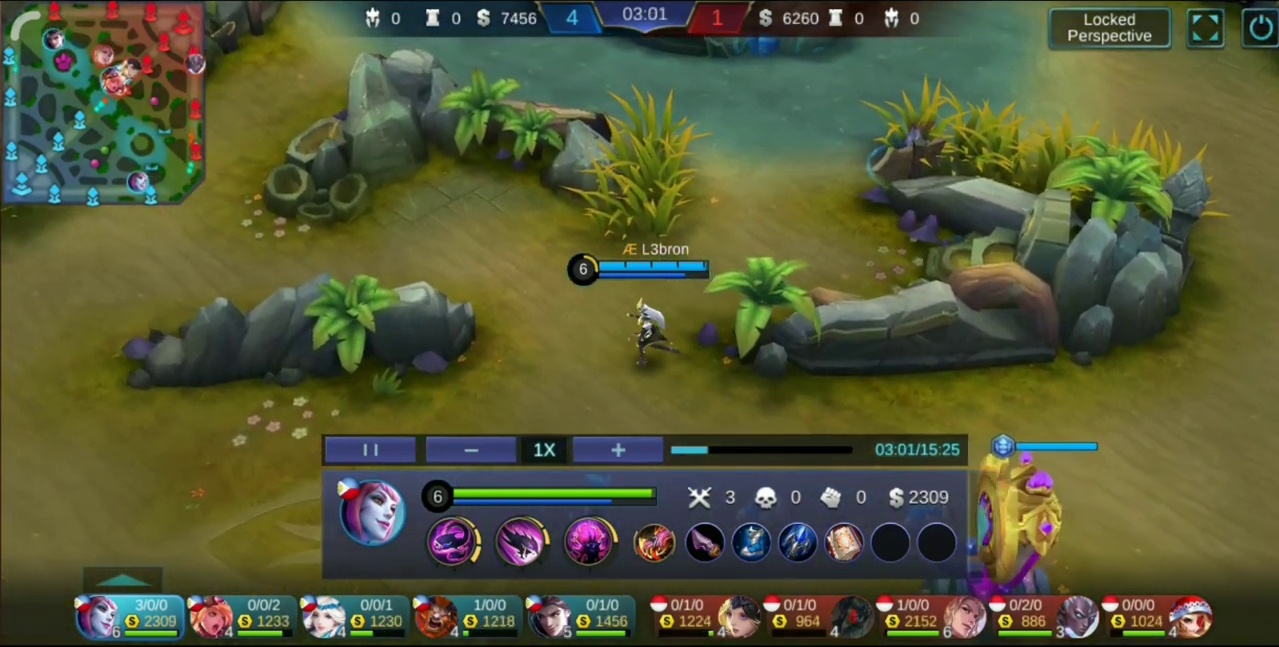 0 0 $ 7456 4 03:01 1 $ 6260 0 0
Locked
Perspective
Æ L3bron
6
1X
03:01/15:25
6 3 0 0 $ 2309
3/0/0 0/0/2 0/0/1 1/0/0 0/1/0 0/1/0 0/1/0 1/0/0 0/2/0 0/0/0
6 S 2309 4 S 1233 4 S 1230 4 S 1218 5 S 1456 S 1224 4 S 964 4 S 2152 6 S 886 3 S 1024 4